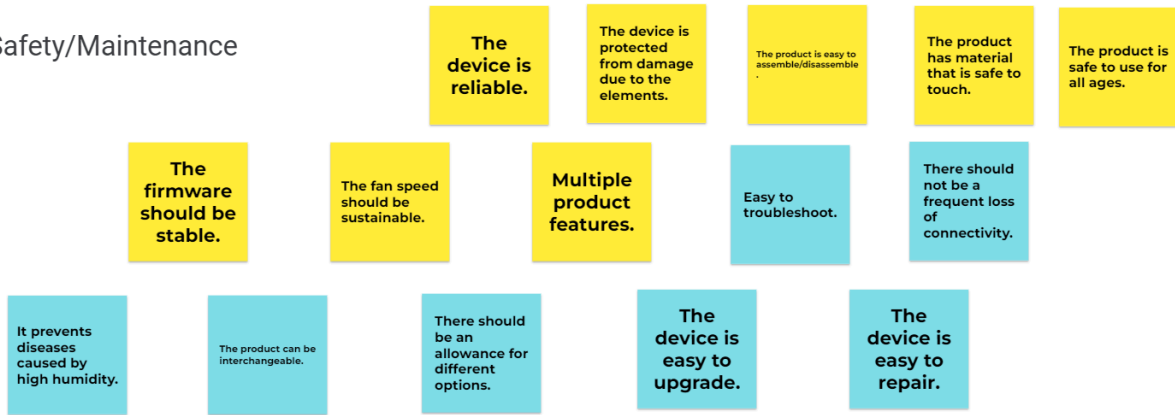 Safety/Maintenance
The
device is
reliable.
The device is
protected
from damage
due to the
elements.
The product is easy to
assemble/disassemble
.
The product
has material
that is safe to
touch.
The product is
safe to use for
all ages.
The
firmware
should be
stable.
The fan speed
should be
sustainable.
Multiple
product
features.
Easy to
troubleshoot.
There should
not be a
frequent loss
of
connectivity.
It prevents
diseases
caused by
high humidity.
The product can be
interchangeable.
There should
be an
allowance for
different
options.
The
device is
easy to
upgrade.
The
device is
easy to
repair.